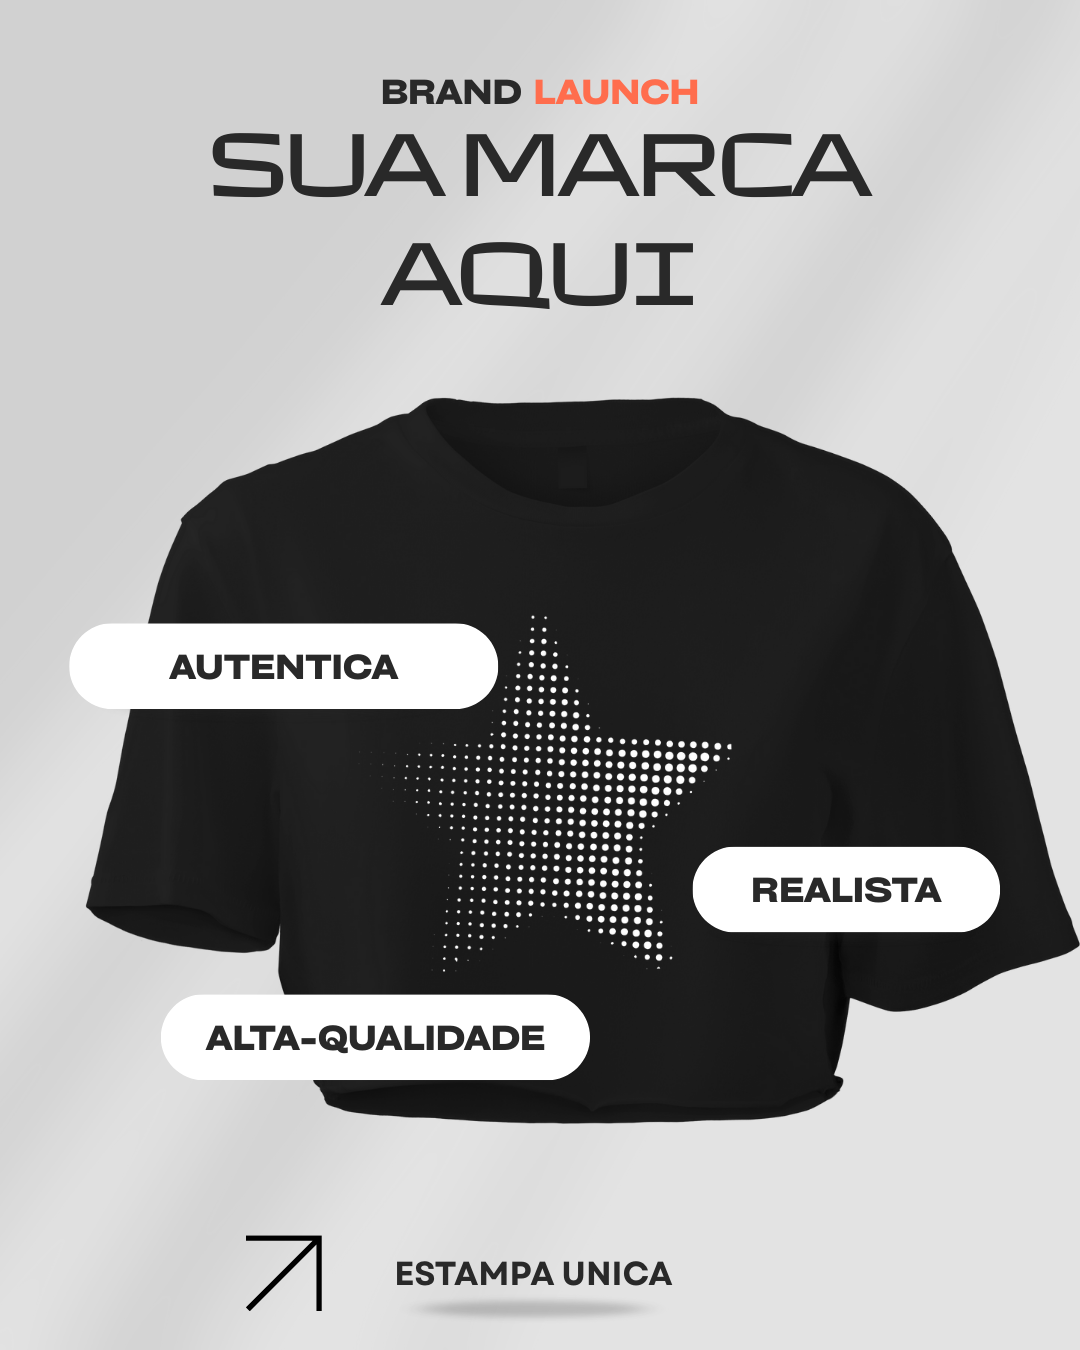 BRAND LAUNCH
SUA MARCA
AQUI
AUTENTICA
REALISTA
ALTA-QUALIDADE
ESTAMPA UNICA